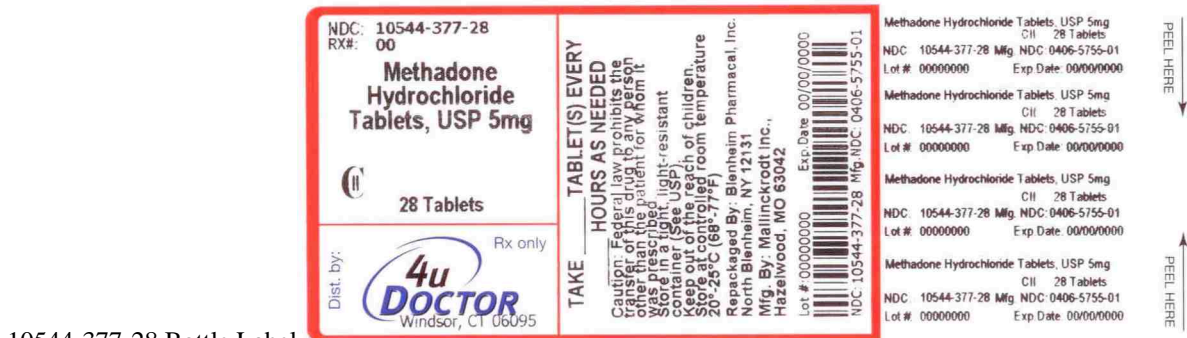 NDC: 10544-377-28
RX#: 00
Methadone
Hydrochloride
Tablets, USP 5mg
CII
28 Tablets
Dist. by:
Rx only
4u
DOCTOR
Windsor, CT 06095
TAKE ____ TABLET(S) EVERY
____ HOURS AS NEEDED
Caution: Federal law prohibits the
transfer of this drug to any person
other than the patient for whom it
was prescribed
Store in a tight, light-resistant
container (See USP).
Keep out of the reach of children.
Store at controlled room temperature
20°-25°C (68°-77°F)
Repackaged By: Blenheim Pharmacal, Inc.
North Blenheim, NY 12131
Mfg. By: Mallinckrodt Inc.,
Hazelwood, MO 63042
Lot #: 0000000 Exp. Date 00/00/0000
NDC: 10544-377-28 Mfg. NDC: 0406-5755-01
Methadone Hydrochloride Tablets, USP 5mg
CII 28 Tablets
NDC 10544-377-28 Mfg. NDC: 0406-5755-01
Lot # 00000000 Exp Date: 00/00/0000
Methadone Hydrochloride Tablets, USP 5mg
CII 28 Tablets
NDC 10544-377-28 Mfg. NDC: 0406-5755-01
Lot # 00000000 Exp Date: 00/00/0000
Methadone Hydrochloride Tablets, USP 5mg
CII 28 Tablets
NDC 10544-377-28 Mfg. NDC: 0406-5755-01
Lot # 00000000 Exp Date: 00/00/0000
Methadone Hydrochloride Tablets, USP 5mg
CII 28 Tablets
NDC 10544-377-28 Mfg. NDC: 0406-5755-01
Lot # 00000000 Exp Date: 00/00/0000
PEEL HERE
PEEL HERE
10544-377-28 Bottle Label